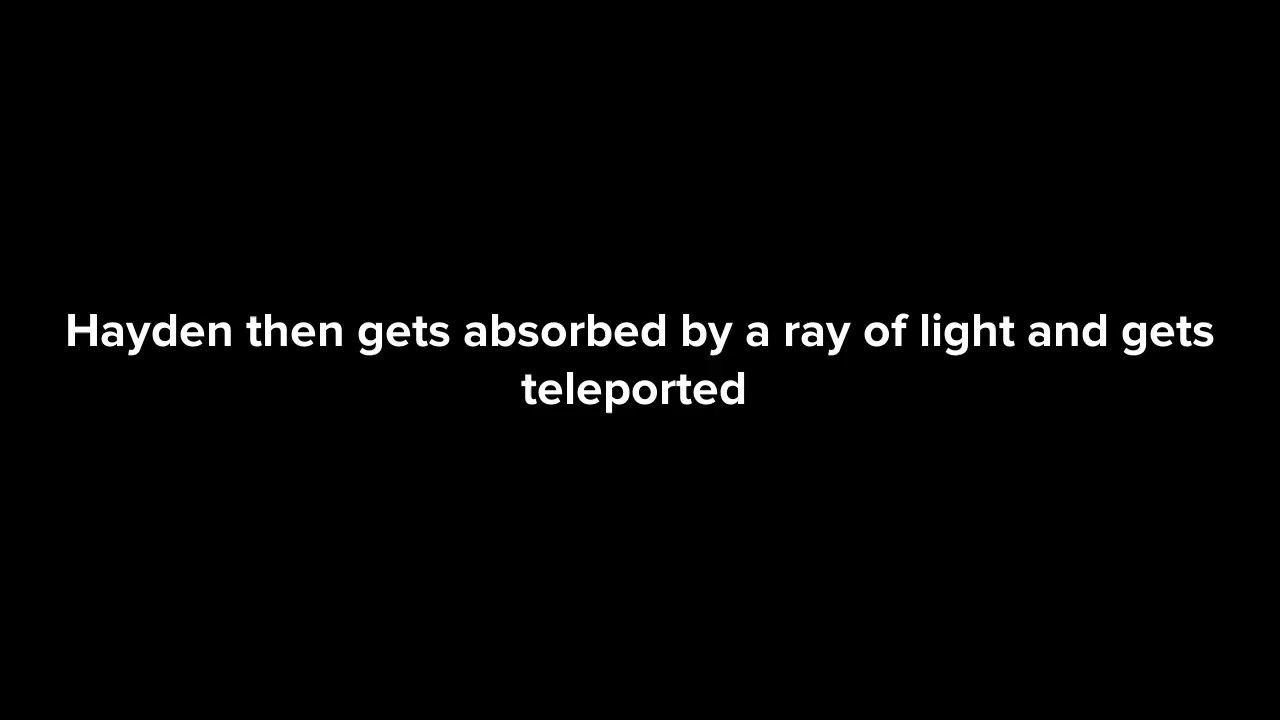 Hayden then gets absorbed by a ray of light and gets
teleported